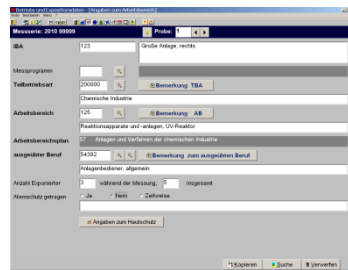 Betriebs-und Expositionsdaten - [Angaben zum Arbeitsbereich]
Messserie: 2010 99999 Probe: 1
IBA 123 Große Anlage, rechts
Messprogramm
Teilbetriebsart 200000 Bemerkung TBA
Chemische Industrie
Arbeitsbereich 125 Bemerkung AB
Reaktionsapparate und -anlagen, UV-Reaktor
Arbeitsbereichsplan 57 Anlagen und Verfahren der chemischen Industrie
ausgeübter Beruf 54392 Bemerkung zum ausgeübten Beruf
Anlagenbediener, allgemein
Anzahl Exponierter 3 während der Messung, 5 insgesamt
Atemschutz getragen Ja Nein Zeitweise
Angaben zum Hautschutz
Kopieren Suche Verwerfen